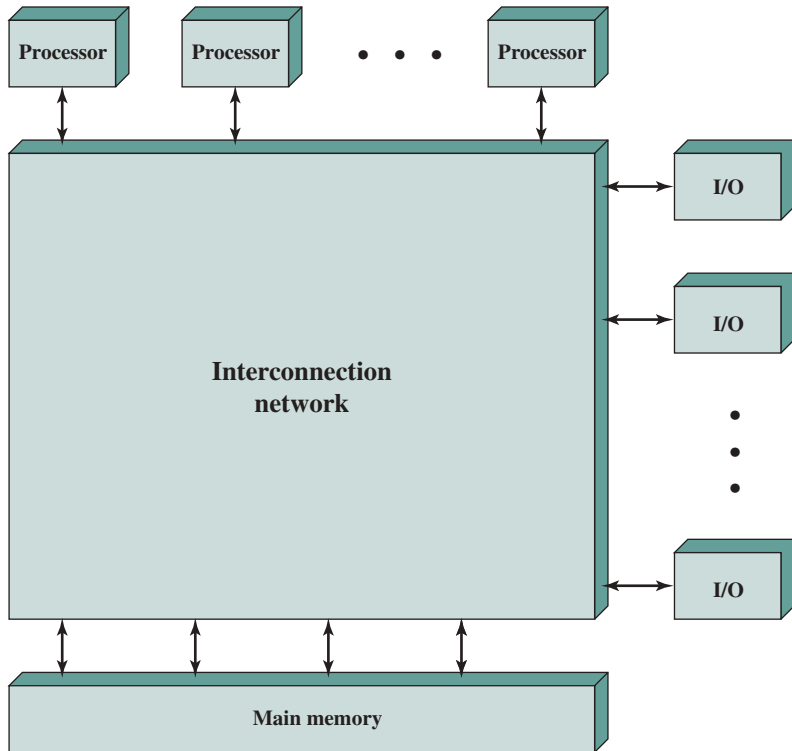 Processor
Processor
Processor
I/O
I/O
Interconnection
network
I/O
Main memory